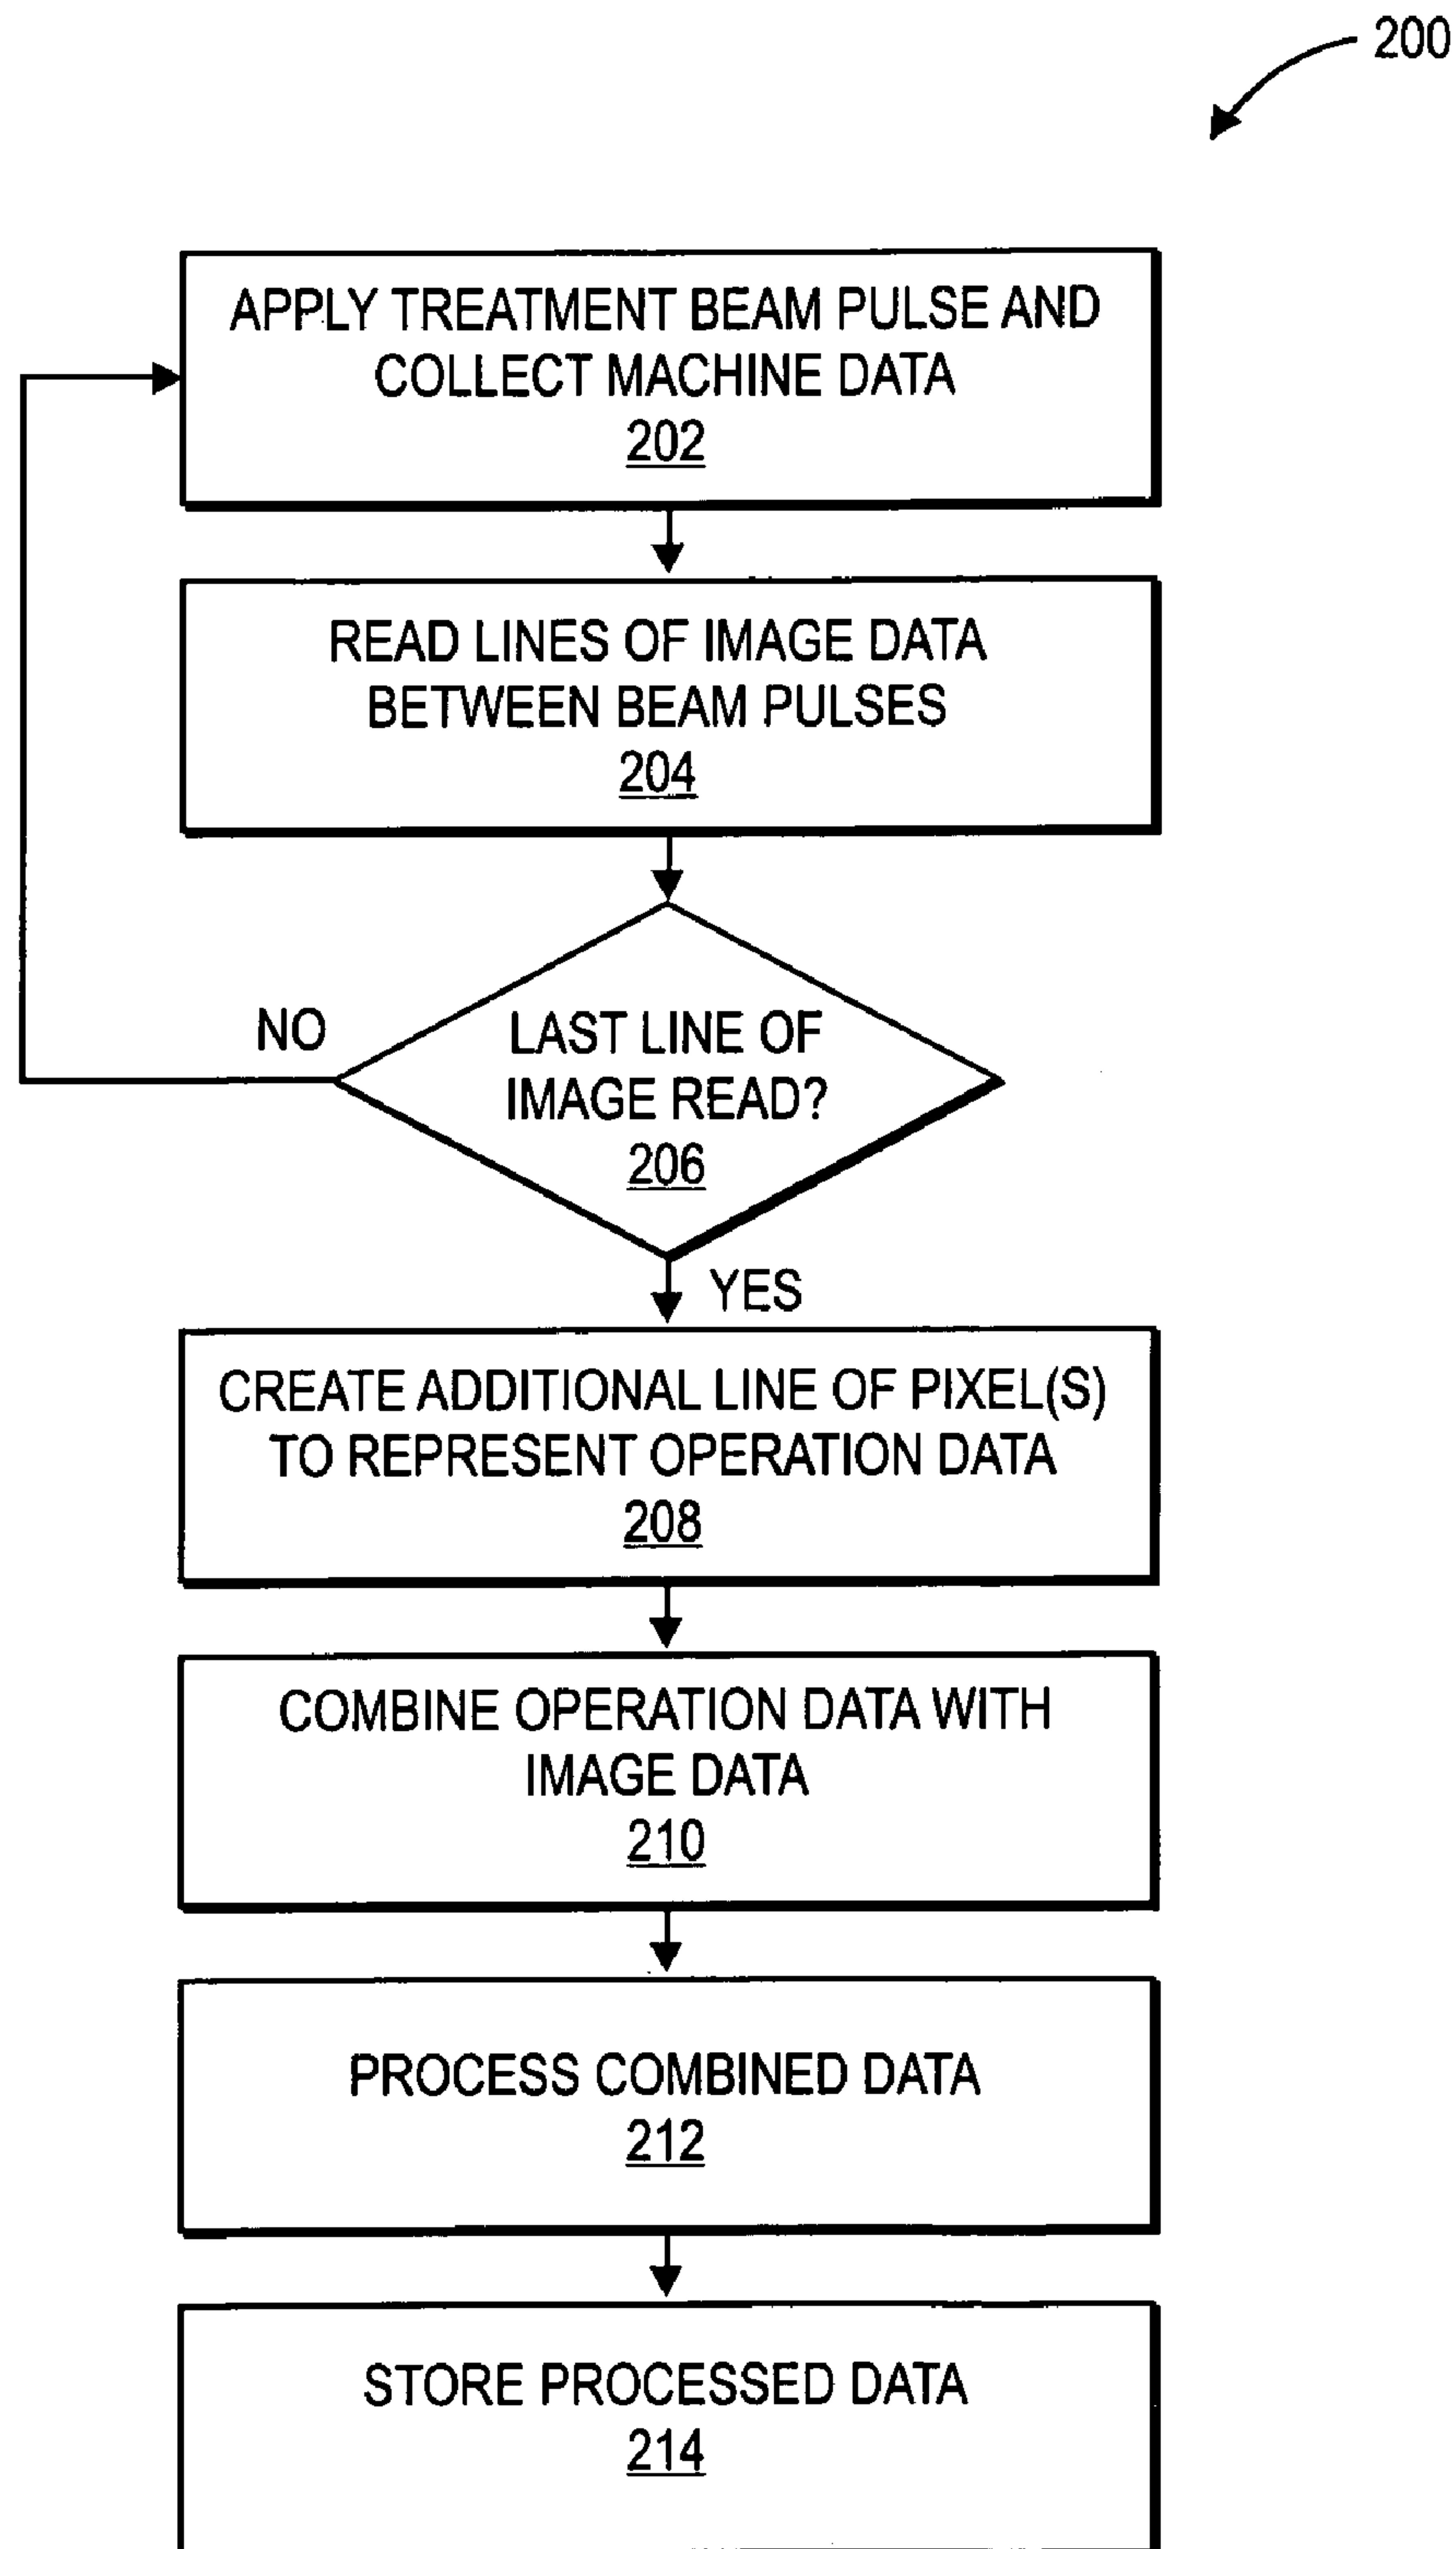 200
APPLY TREATMENT BEAM PULSE AND
COLLECT MACHINE DATA
202
READ LINES OF IMAGE DATA
BETWEEN BEAM PULSES
204
NO
LAST LINE OF
IMAGE READ?
206
YES
CREATE ADDITIONAL LINE OF PIXEL(S)
TO REPRESENT OPERATION DATA
208
COMBINE OPERATION DATA WITH
IMAGE DATA
210
PROCESS COMBINED DATA
212
STORE PROCESSED DATA
214